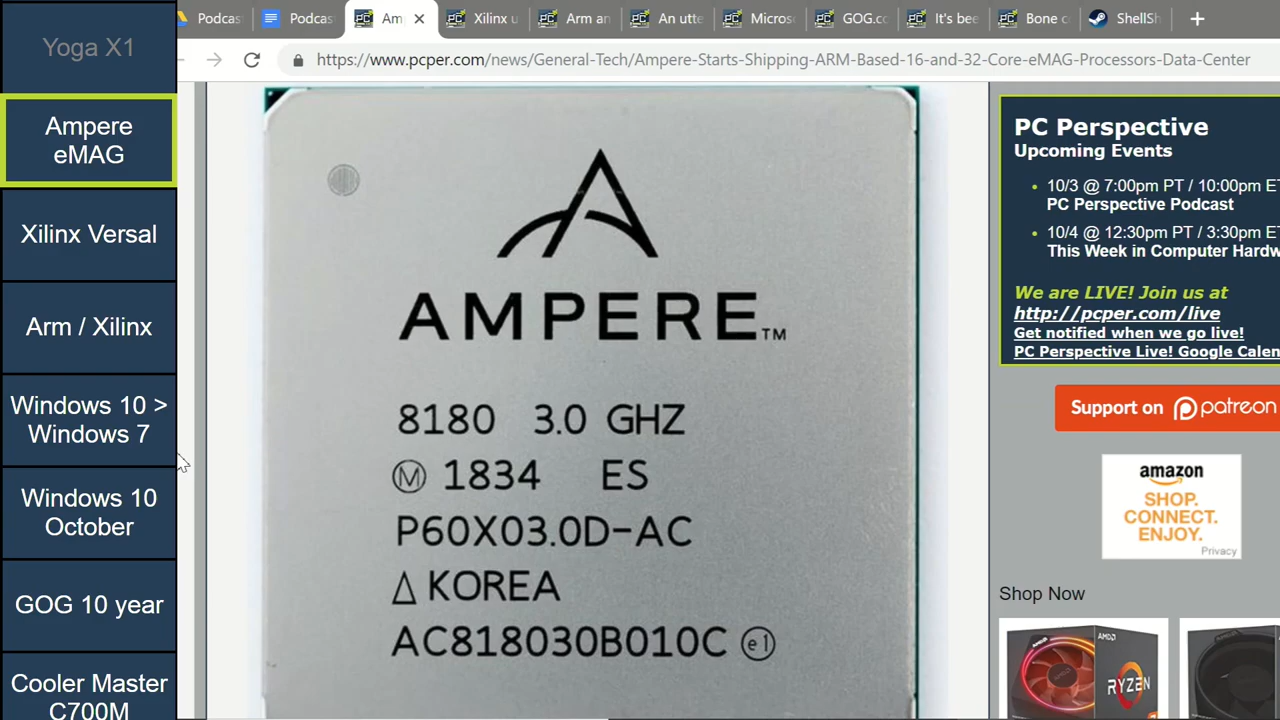 Yoga X1
Ampere
eMAG
Xilinx Versal
Arm / Xilinx
Windows 10 >
Windows 7
Windows 10
October
GOG 10 year
Cooler Master
C700M
Podcas
Podcas
Am
Xilinx u
Arm an
An utte
Micros
GOG.cc
It's bee
Bone c
ShellSh
https://www.pcper.com/news/General-Tech/Ampere-Starts-Shipping-ARM-Based-16-and-32-Core-eMAG-Processors-Data-Center
AMPERE™
8180 3.0 GHZ
Ⓜ 1834 ES
P60X03.0D-AC
Δ KOREA
AC818030B010C e1
PC Perspective
Upcoming Events
10/3 @ 7:00pm PT / 10:00pm ET
PC Perspective Podcast
10/4 @ 12:30pm PT / 3:30pm ET
This Week in Computer Hardw
We are LIVE! Join us at
http://pcper.com/live
Get notified when we go live!
PC Perspective Live! Google Calen
Support on patreon
amazon
SHOP.
CONNECT.
ENJOY.
Privacy
Shop Now
AMD
RYZEN